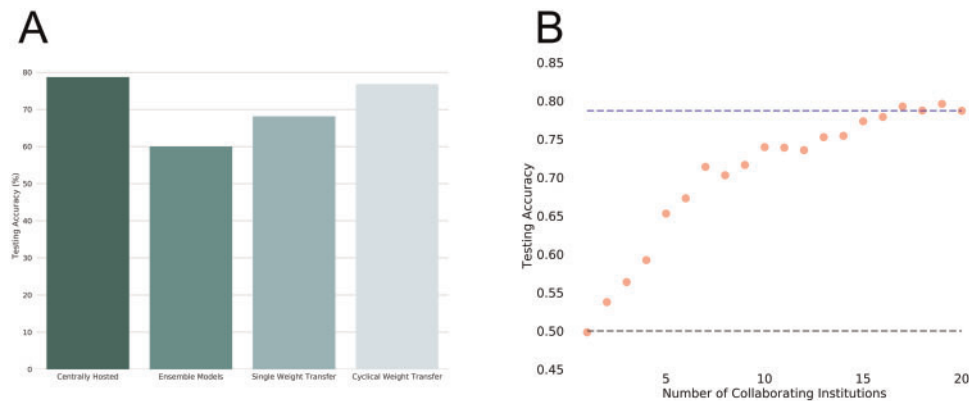 A
Testing Accuracy (%)
80
70
60
50
40
30
20
10
0
Centrally Hosted Ensemble Models Single Weight Transfer Cyclical Weight Transfer
B
Testing Accuracy
0.85
0.80
0.75
0.70
0.65
0.60
0.55
0.50
0.45
5 10 15 20
Number of Collaborating Institutions